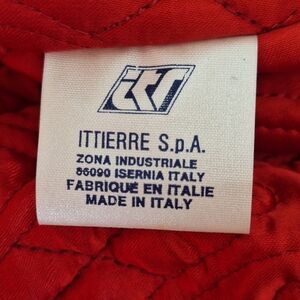 ITTIERRE S.p.A.
ZONA INDUSTRIALE
86090 ISERNIA ITALY
FABRIQUÉ EN ITALIE
MADE IN ITALY